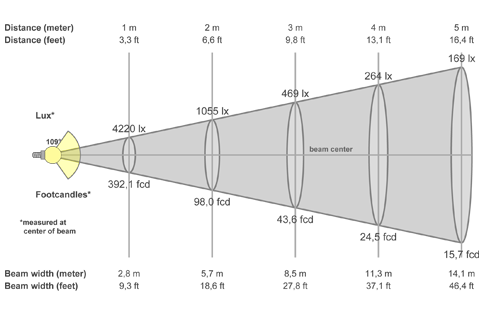 Distance (meter) 1 m 2 m 3 m 4 m 5 m
Distance (feet) 3,3 ft 6,6 ft 9,8 ft 13,1 ft 16,4 ft
169 lx
264 lx
469 lx
1055 lx
Lux*
4220 lx
beam center
392,1 fcd
Footcandles*
98,0 fcd
43,6 fcd
*measured at
center of beam
24,5 fcd
15,7 fcd
Beam width (meter) 2,8 m 5,7 m 8,5 m 11,3 m 14,1 m
Beam width (feet) 9,3 ft 18,6 ft 27,8 ft 37,1 ft 46,4 ft